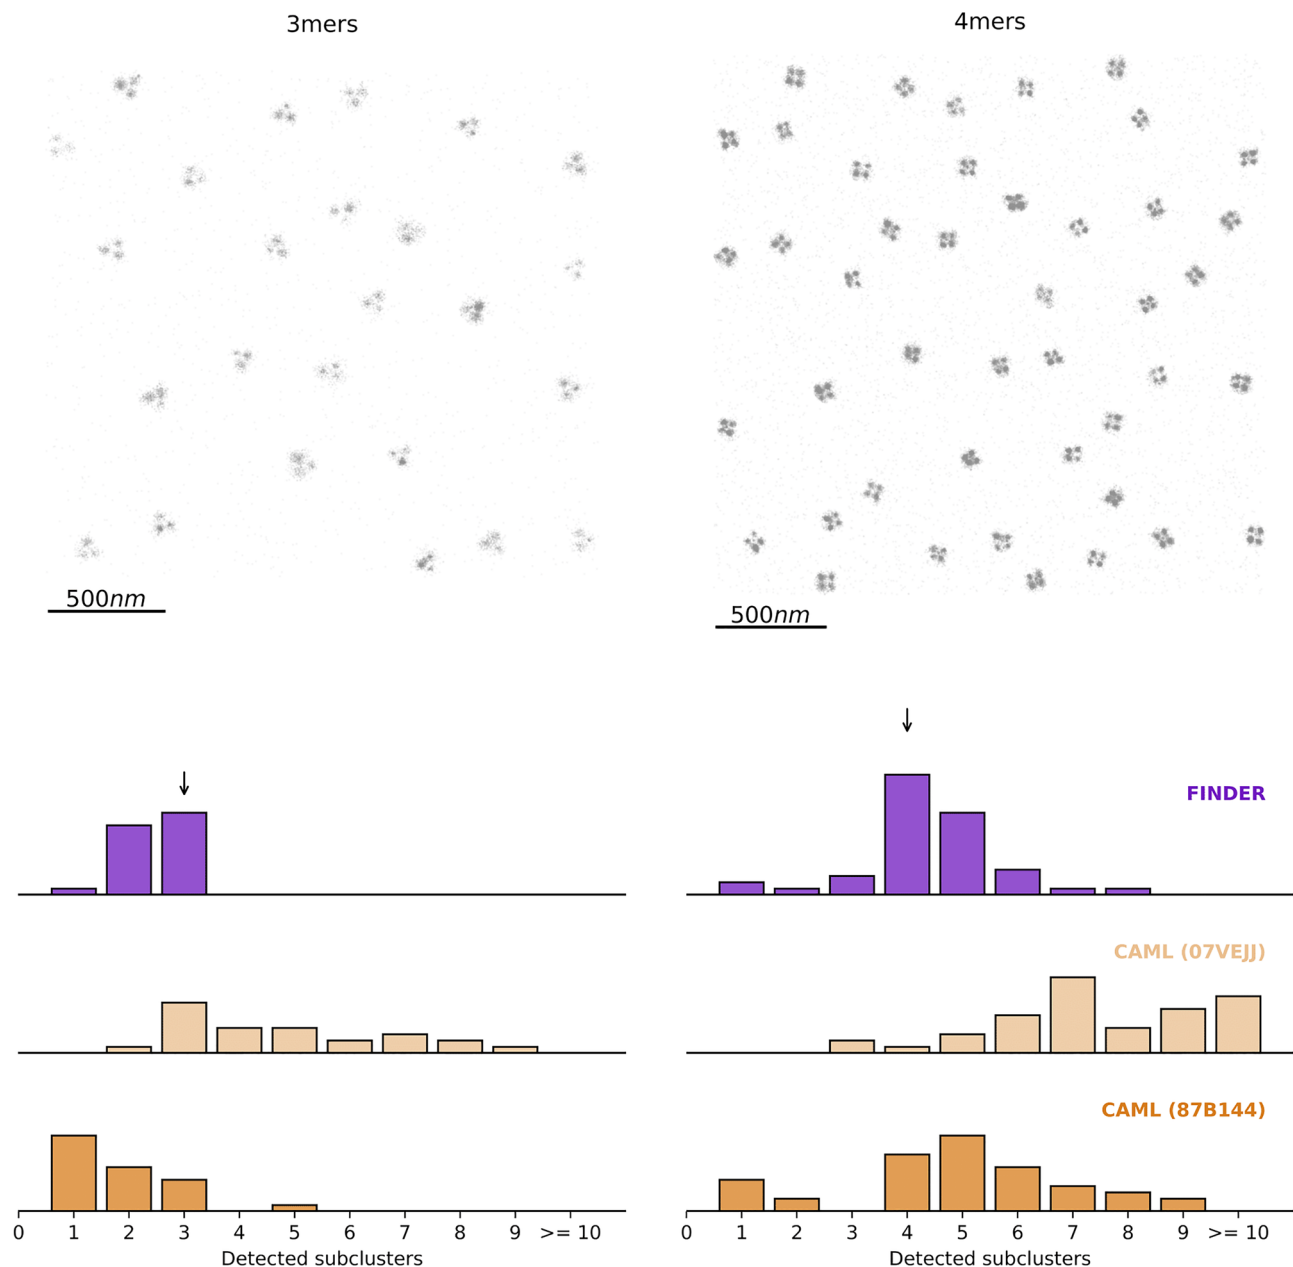 3mers
4mers
500nm
500nm
FINDER
CAML (07VEJJ)
CAML (87B144)
0 1 2 3 4 5 6 7 8 9 >= 10
0 1 2 3 4 5 6 7 8 9 >= 10
Detected subclusters
Detected subclusters